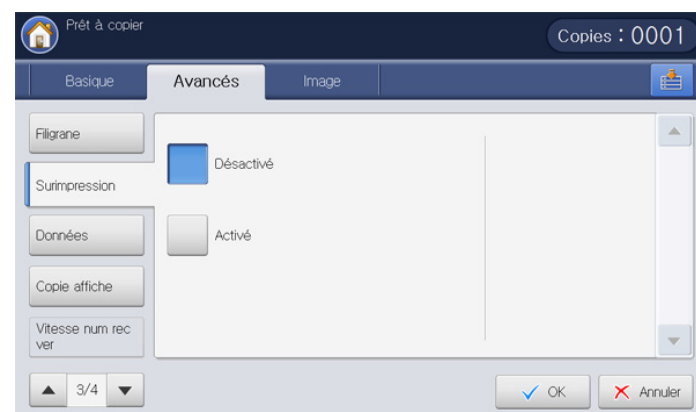 Prêt à copier
Copies : 0001
Basique
Avancés
Image
Filigrane
Surimpression
Données
Copie affiche
Vitesse num rec
ver
Désactivé
Activé
3/4
OK
Annuler